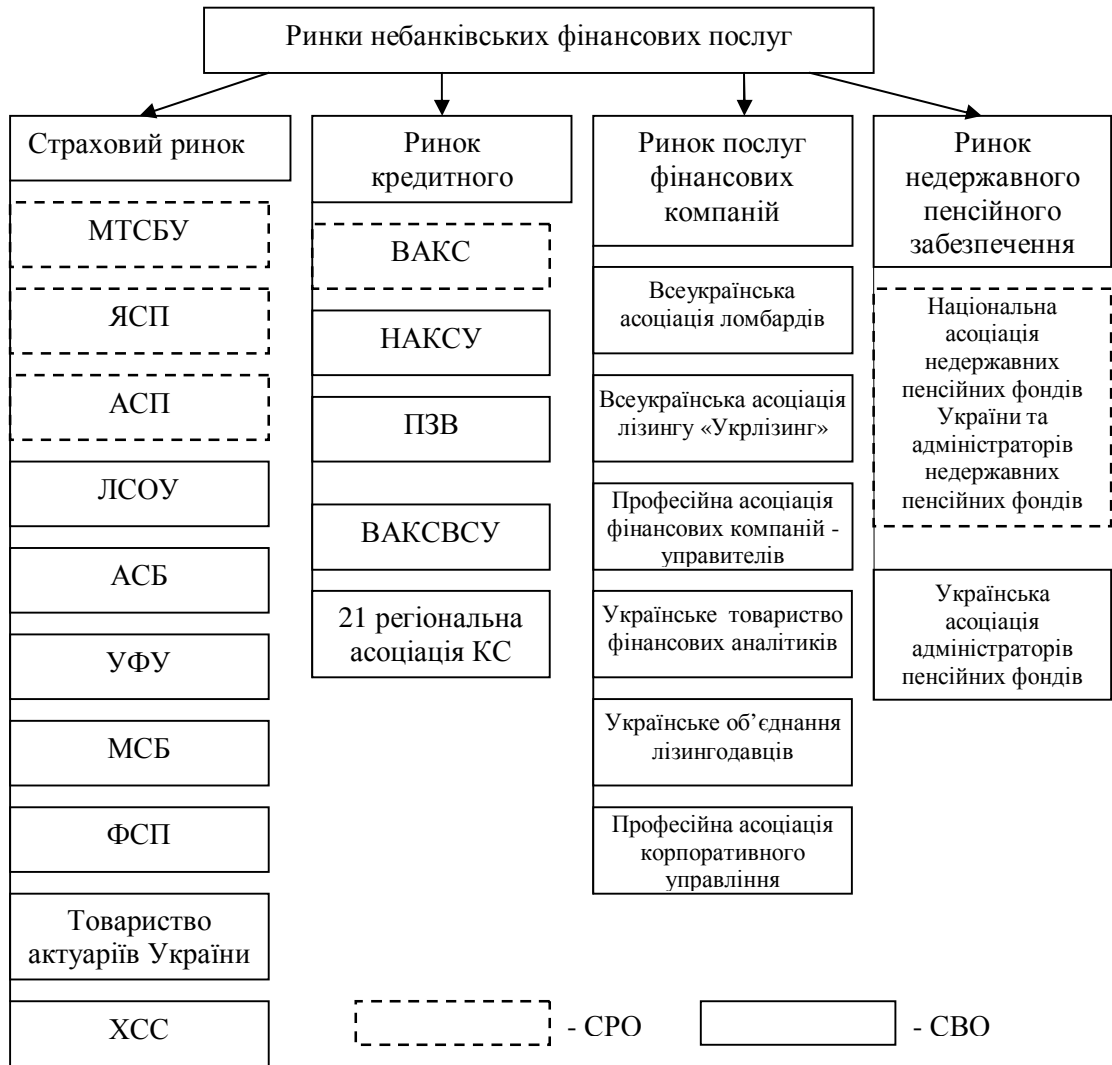 Ринки небанківських фінансових послуг
Страховий ринок
МТСБУ
ЯСП
АСП
ЛСОУ
АСБ
УФУ
МСБ
ФСП
Товариство
актуаріїв України
ХСС
Ринок
кредитного
ВАКС
НАКСУ
ПЗВ
ВАКСВСУ
21 регіональна
асоціація КС
Ринок послуг
фінансових
компаній
Всеукраїнська
асоціація ломбардів
Всеукраїнська асоціація
лізингу «Укрлізинг»
Професійна асоціація
фінансових компаній -
управителів
Українське товариство
фінансових аналітиків
Українське об’єднання
лізингодавців
Професійна асоціація
корпоративного
управління
Ринок
недержавного
пенсійного
забезпечення
Національна
асоціація
недержавних
пенсійних фондів
України та
адміністраторів
недержавних
пенсійних фондів
Українська
асоціація
адміністраторів
пенсійних фондів
- СРО
- СВО